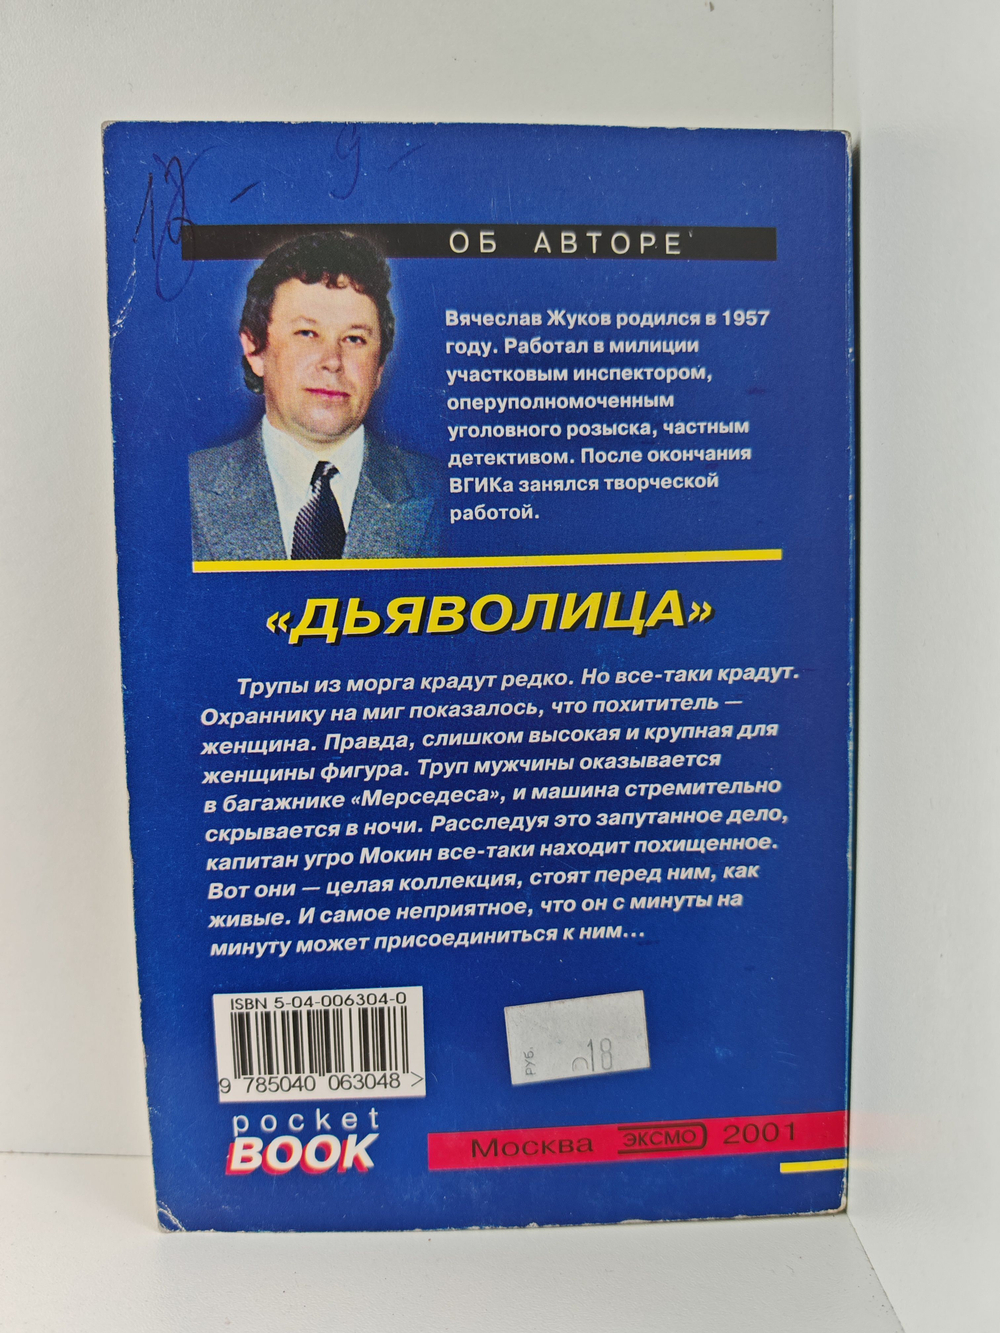 12 - 9 -
ОБ АВТОРЕ
Вячеслав Жуков родился в 1957
году. Работал в милиции
участковым инспектором,
оперуполномоченным
уголовного розыска, частным
детективом. После окончания
ВГИКа занялся творческой
работой.
«ДЬЯВОЛИЦА»
Трупы из морга крадут редко. Но все-таки крадут.
Охраннику на миг показалось, что похититель —
женщина. Правда, слишком высокая и крупная для
женщины фигура. Труп мужчины оказывается
в багажнике «Мерседеса», и машина стремительно
скрывается в ночи. Расследуя это запутанное дело,
капитан угро Мокин все-таки находит похищенное.
Вот они — целая коллекция, стоят перед ним, как
живые. И самое неприятное, что он с минуты на
минуту может присоединиться к ним...
ISBN 5-04-006304-0
9 785040 063048 >
РУБ. 18
pocket
BOOK
Москва ЭКСМО 2001